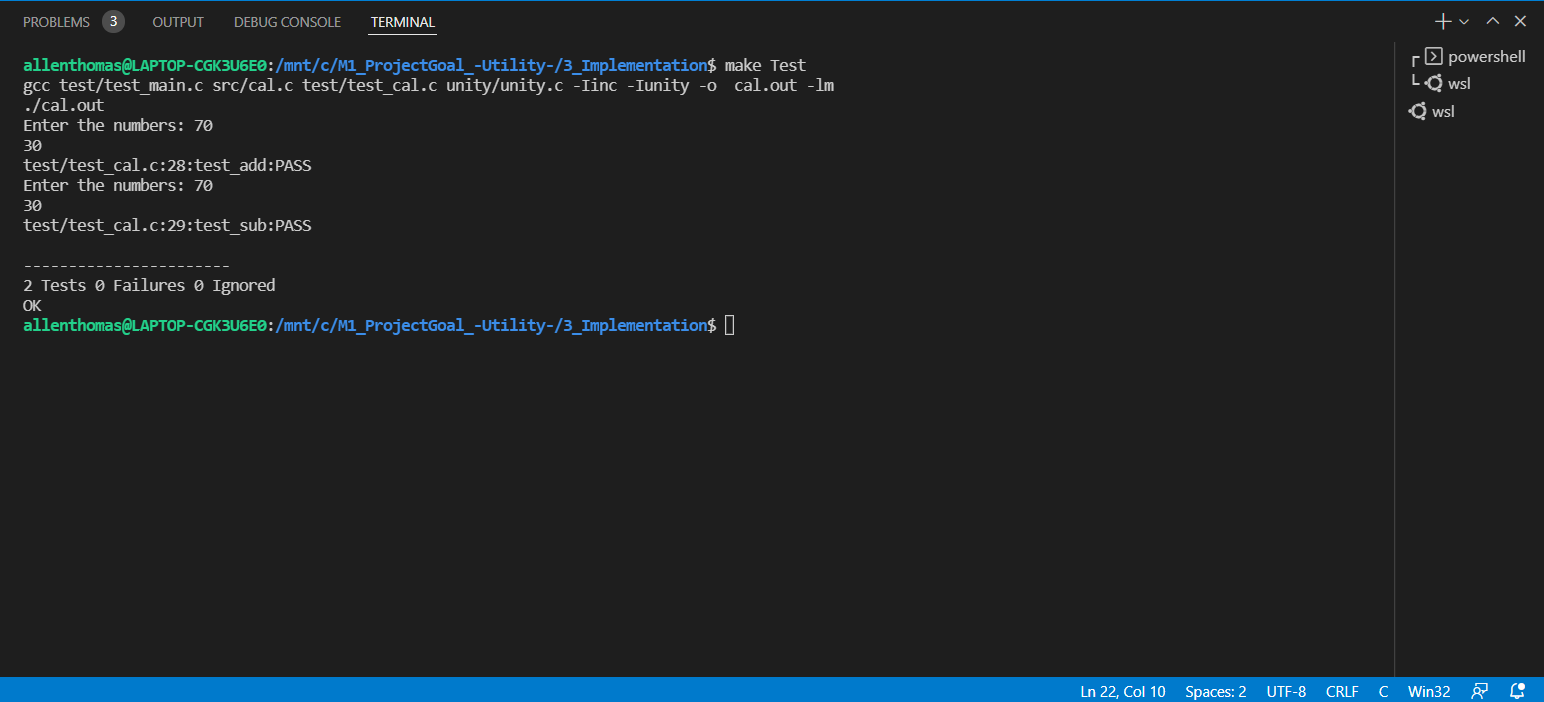 PROBLEMS 3 OUTPUT DEBUG CONSOLE TERMINAL
allenthomas@LAPTOP-CGK3U6E0:/mnt/c/M1_ProjectGoal_-Utility-/3_Implementation$ make Test
gcc test/test_main.c src/cal.c test/test_cal.c unity/unity.c -Iinc -Iunity -o  cal.out -lm
./cal.out
Enter the numbers: 70
30
test/test_cal.c:28:test_add:PASS
Enter the numbers: 70
30
test/test_cal.c:29:test_sub:PASS
-----------------------
2 Tests 0 Failures 0 Ignored
OK
allenthomas@LAPTOP-CGK3U6E0:/mnt/c/M1_ProjectGoal_-Utility-/3_Implementation$
powershell
wsl
wsl
Ln 22, Col 10 Spaces: 2 UTF-8 CRLF C Win32